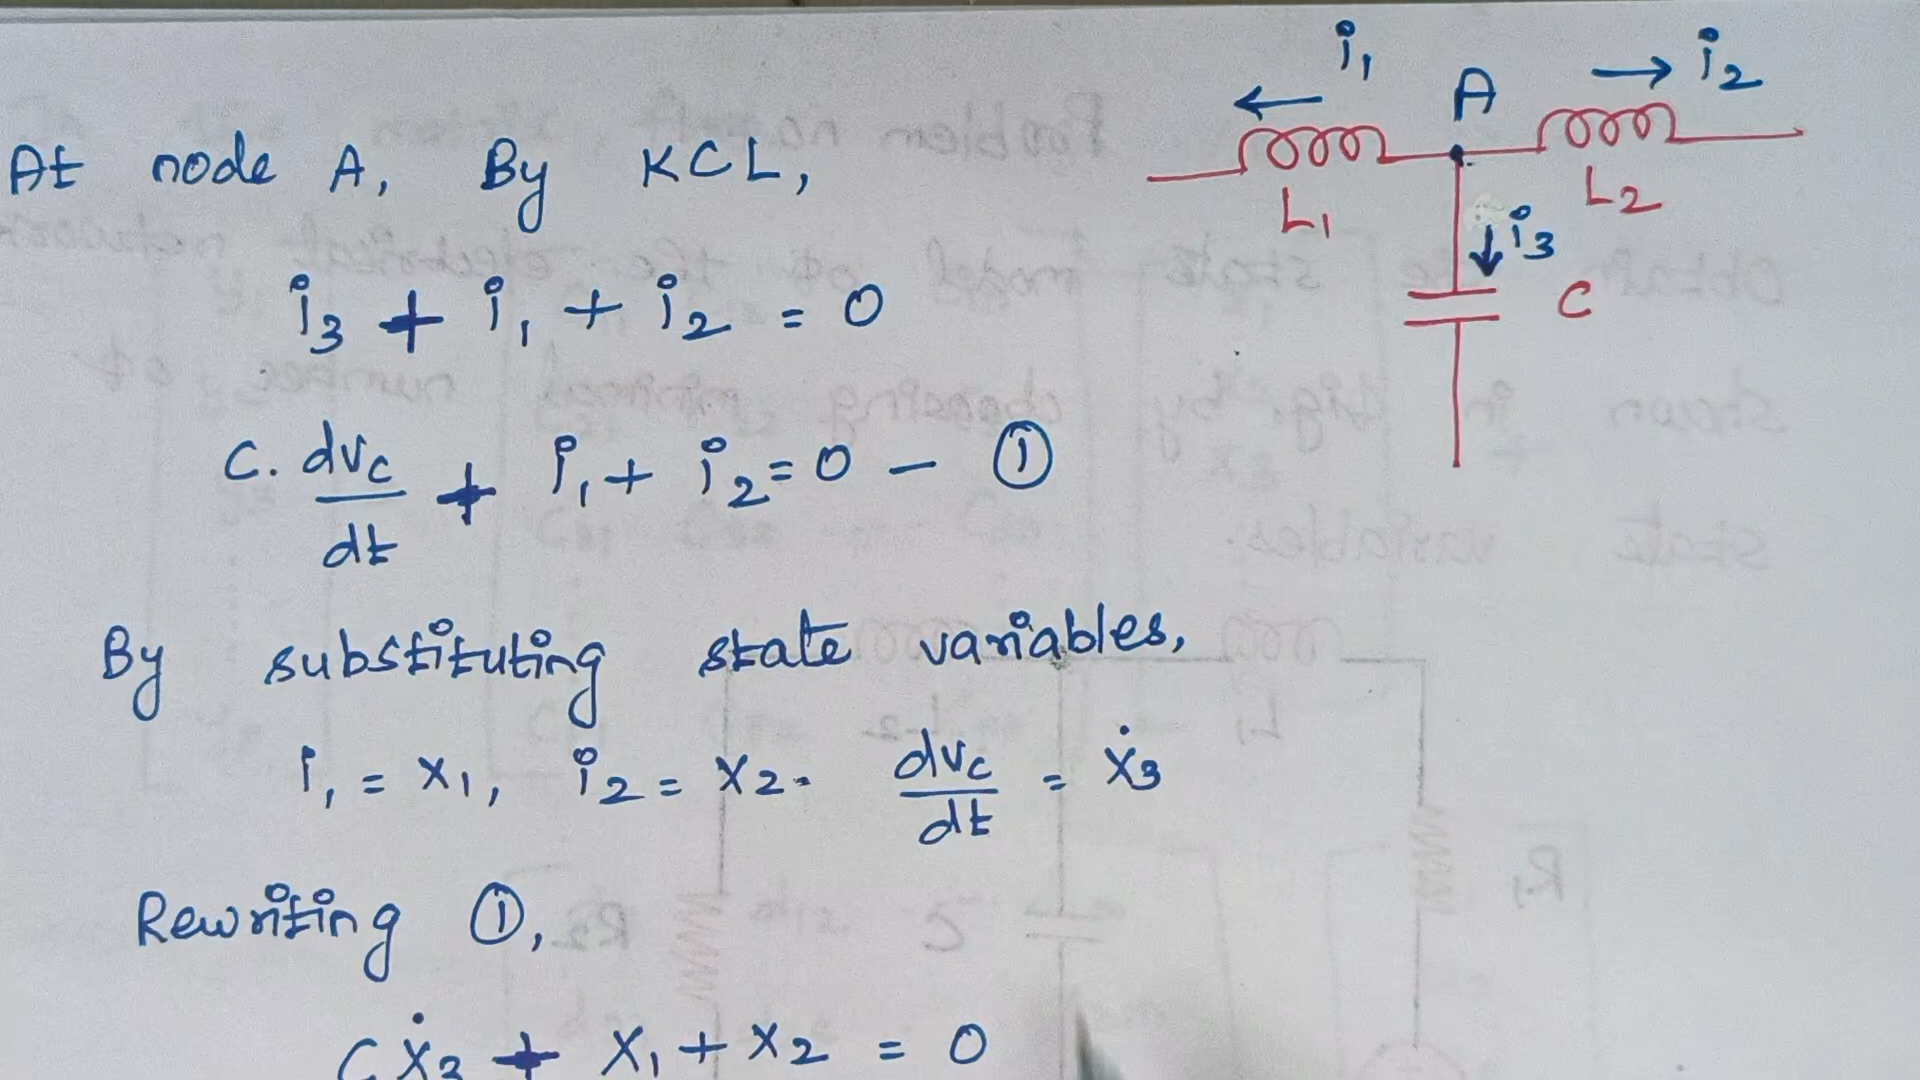 At node A, By KCL,
i3 + i1 + i2 = 0
C. dvc/dt + i1 + i2 = 0 - ①
By substituting state variables,
i1 = x1, i2 = x2. dvc/dt = ẋ3
Rewriting ①,
Cẋ3 + x1 + x2 = 0
i1
A
i2
L1
L2
i3
C